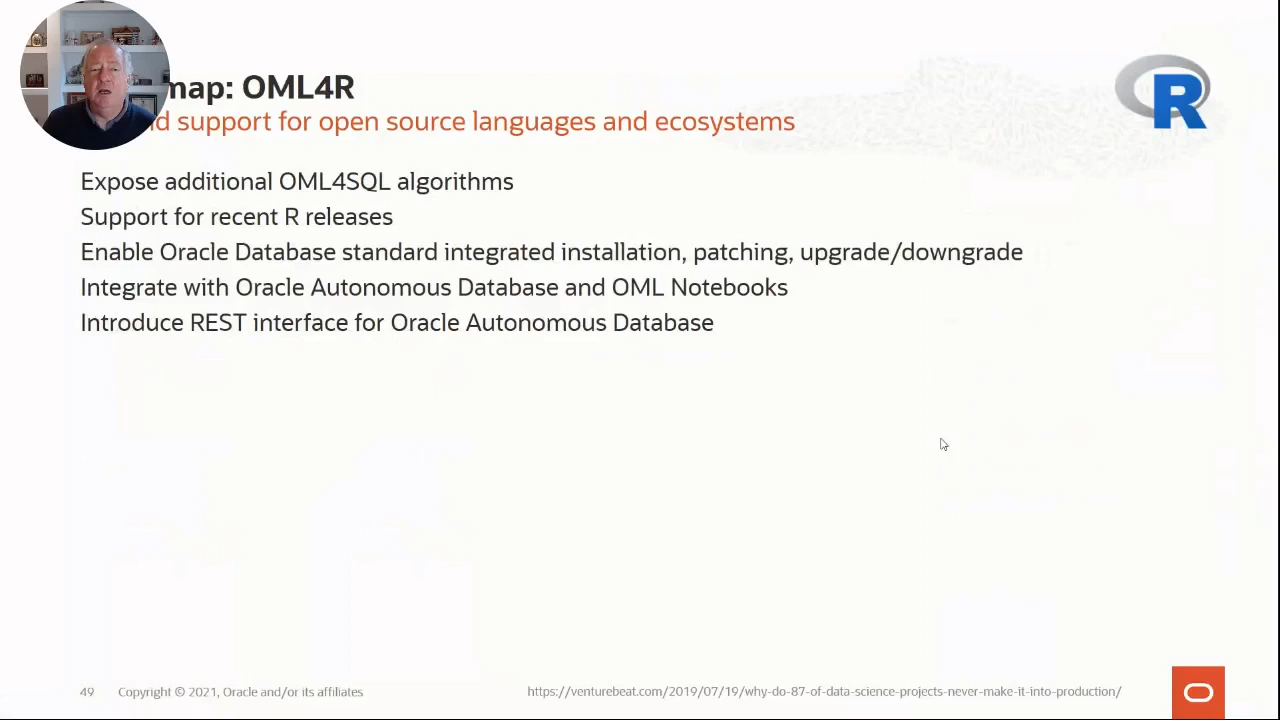 map: OML4R
d support for open source languages and ecosystems
R
Expose additional OML4SQL algorithms
Support for recent R releases
Enable Oracle Database standard integrated installation, patching, upgrade/downgrade
Integrate with Oracle Autonomous Database and OML Notebooks
Introduce REST interface for Oracle Autonomous Database
49 Copyright © 2021, Oracle and/or its affiliates https://venturebeat.com/2019/07/19/why-do-87-of-data-science-projects-never-make-it-into-production/